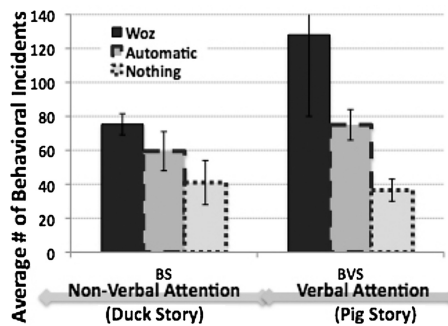 Average # of Behavioral Incidents
140
120
100
80
60
40
20
0
Woz
Automatic
Nothing
BS
BVS
Non-Verbal Attention
Verbal Attention
(Duck Story)
(Pig Story)